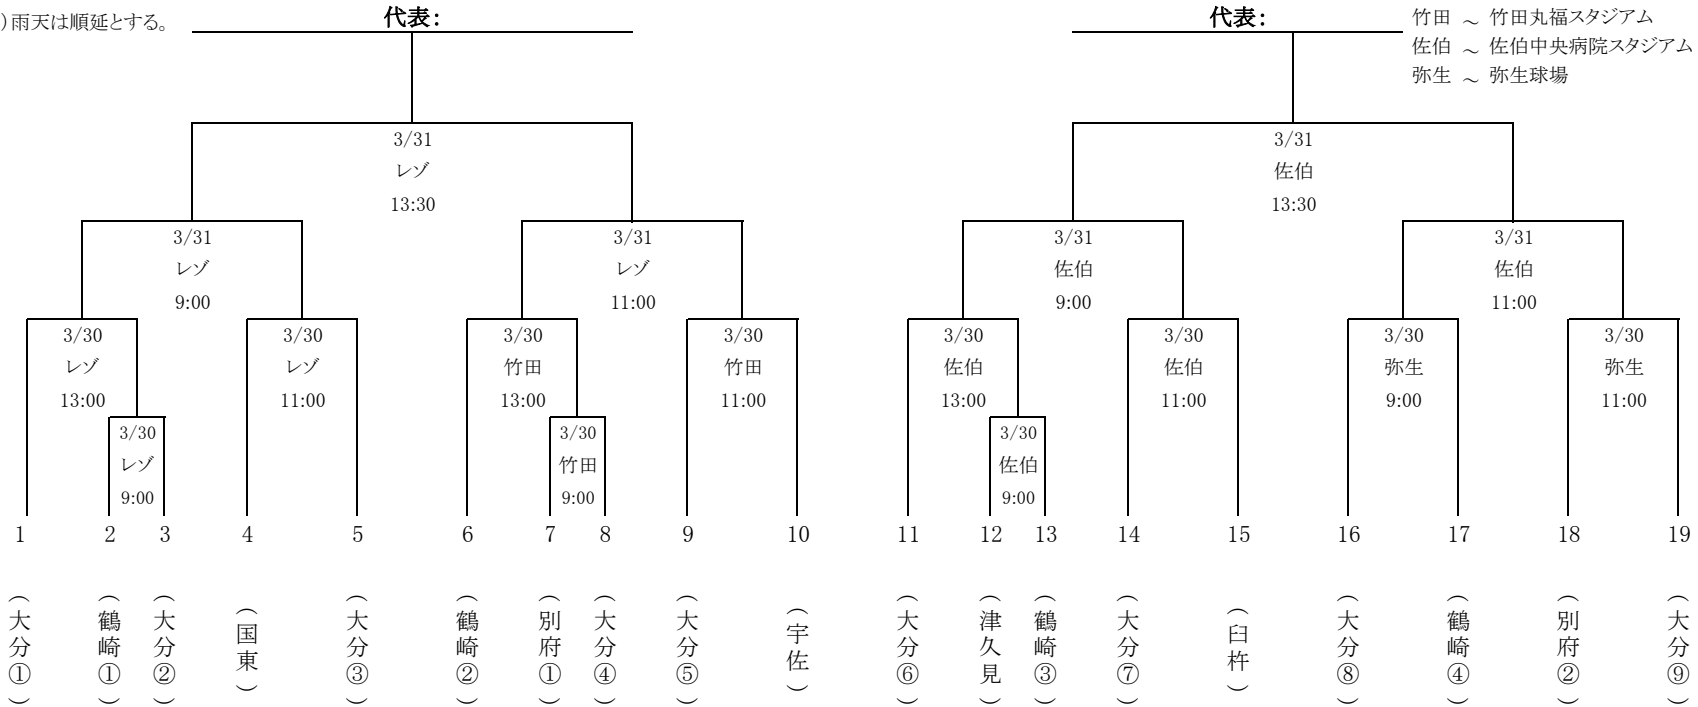 )雨天は順延とする。
代表：
代表：
竹田 ～ 竹田丸福スタジアム
佐伯 ～ 佐伯中央病院スタジアム
弥生 ～ 弥生球場
3/31
レゾ
13:30
3/31
佐伯
13:30
3/31
レゾ
9:00
3/31
レゾ
11:00
3/31
佐伯
9:00
3/31
佐伯
11:00
3/30
レゾ
13:00
3/30
レゾ
11:00
3/30
竹田
13:00
3/30
竹田
11:00
3/30
佐伯
13:00
3/30
佐伯
11:00
3/30
弥生
9:00
3/30
弥生
11:00
3/30
レゾ
9:00
3/30
竹田
9:00
3/30
佐伯
9:00
1 2 3 4 5 6 7 8 9 10 11 12 13 14 15 16 17 18 19
（大分①）
（鶴崎①）
（大分②）
（国東）
（大分③）
（鶴崎②）
（別府①）
（大分④）
（大分⑤）
（宇佐）
（大分⑥）
（津久見）
（鶴崎③）
（大分⑦）
（臼杵）
（大分⑧）
（鶴崎④）
（別府②）
（大分⑨）